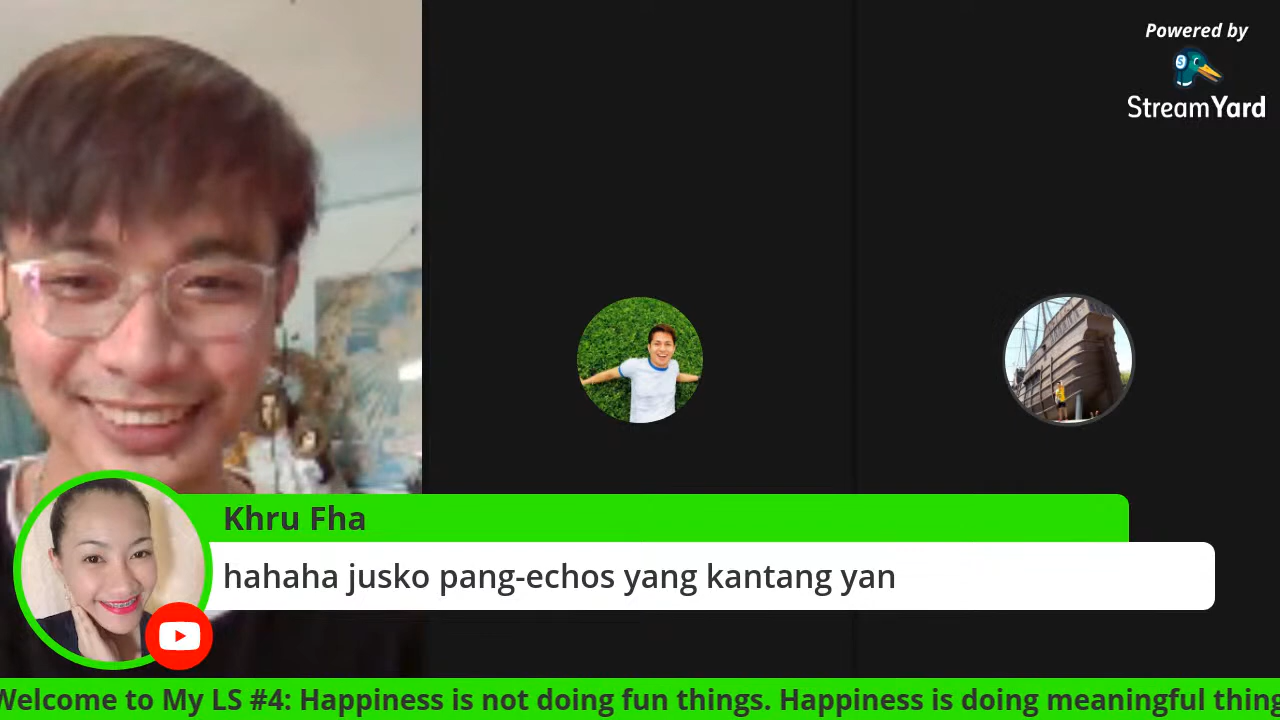 Powered by
StreamYard
Khru Fha
hahaha jusko pang-echos yang kantang yan
Welcome to My LS #4: Happiness is not doing fun things. Happiness is doing meaningful thing